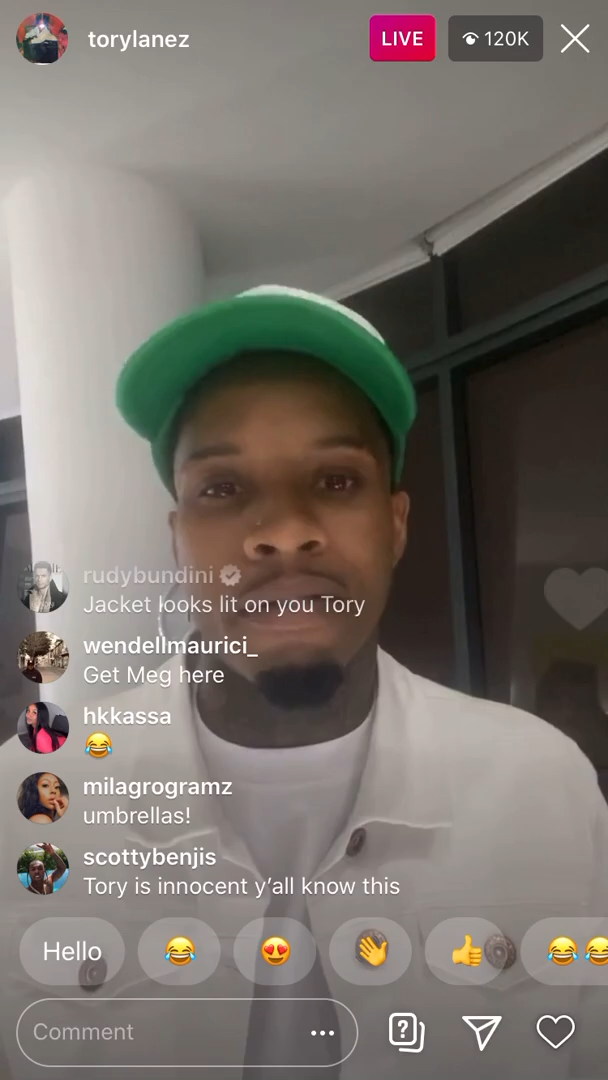 torylanez
LIVE
120K
rudybundini
Jacket looks lit on you Tory
wendellmaurici_
Get Meg here
hkkassa
😂
milagrogramz
umbrellas!
scottybenjis
Tory is innocent y'all know this
Hello 😂 😍 👋 👍 😂 😂
Comment